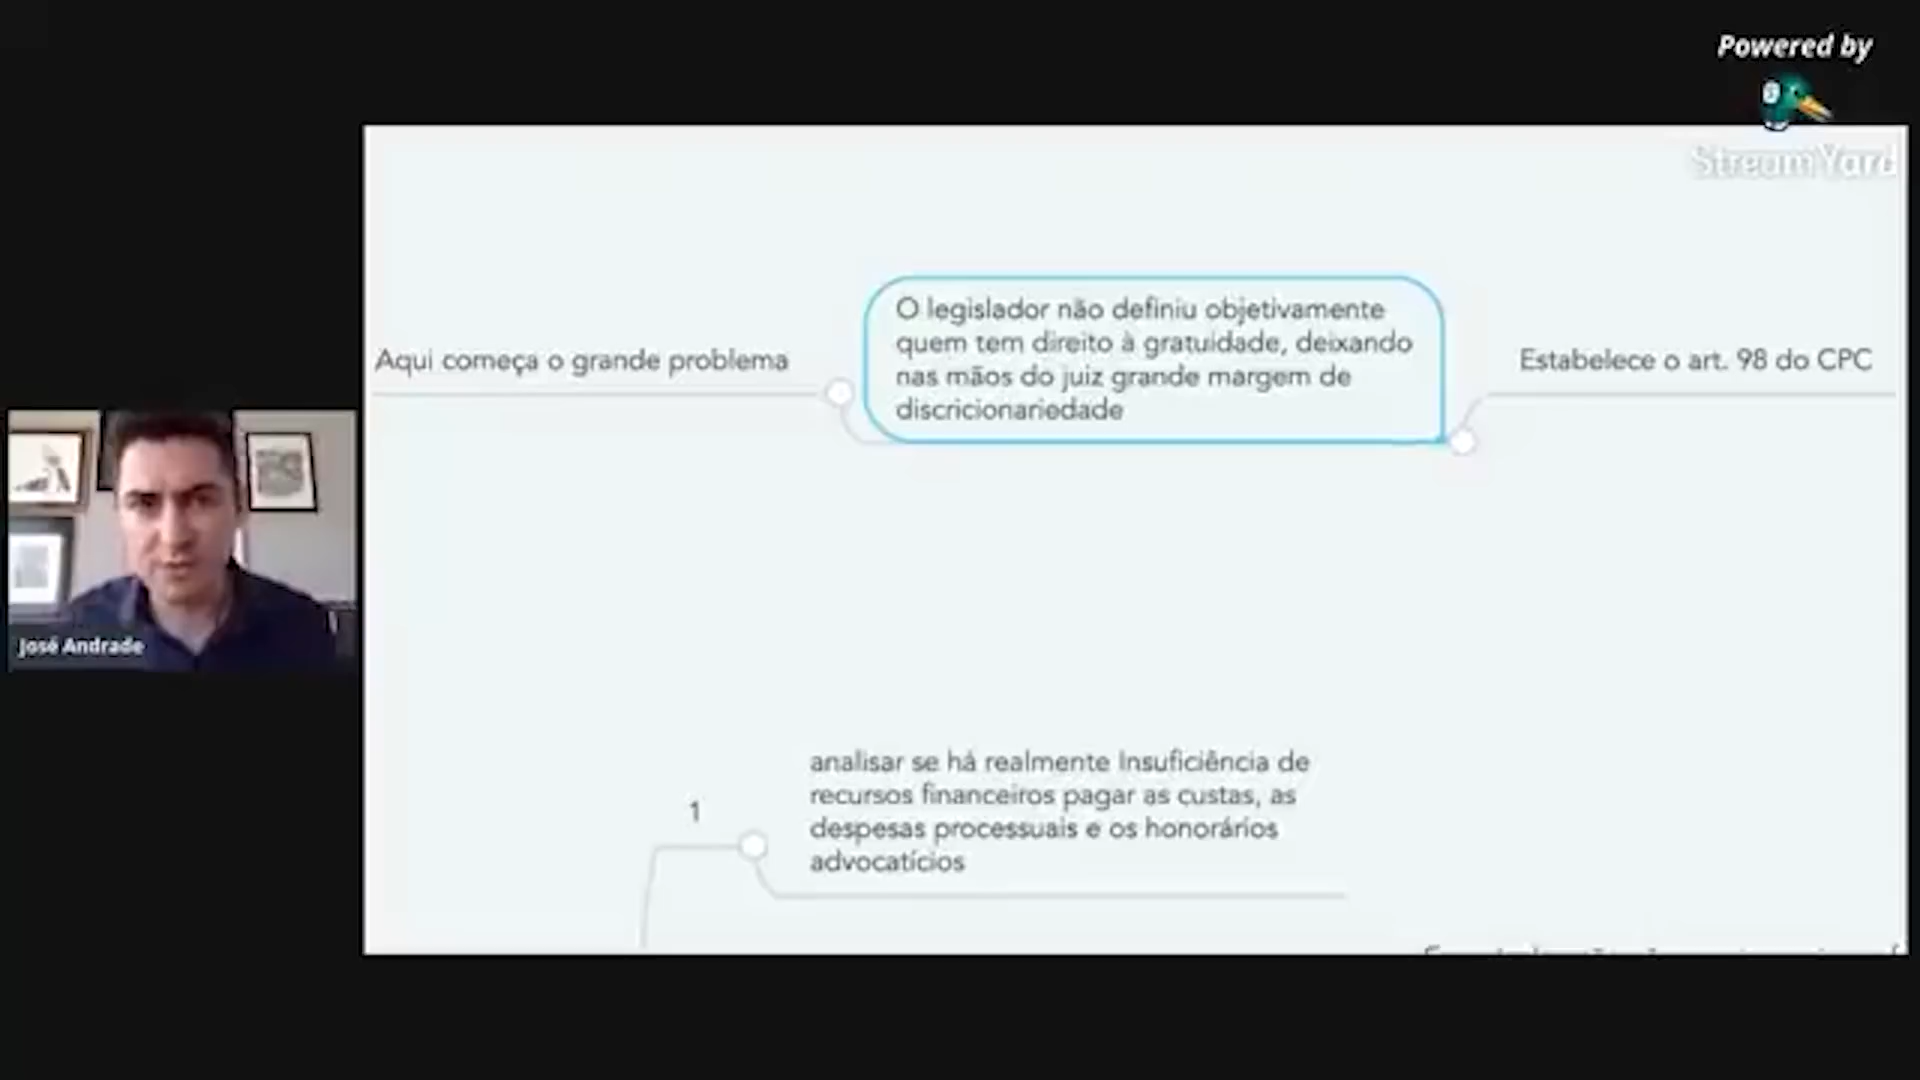 Powered by
StreamYard
Aqui começa o grande problema
O legislador não definiu objetivamente
quem tem direito à gratuidade, deixando
nas mãos do juiz grande margem de
discricionariedade
Estabelece o art. 98 do CPC
José Andrade
1
analisar se há realmente Insuficiência de
recursos financeiros pagar as custas, as
despesas processuais e os honorários
advocatícios